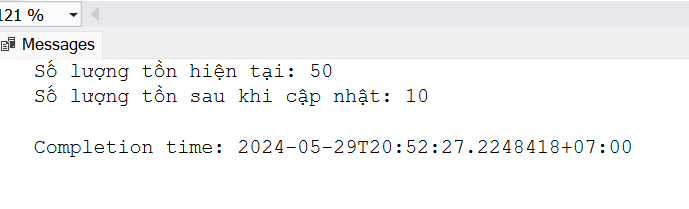 121 %
Messages
Số lượng tồn hiện tại: 50
Số lượng tồn sau khi cập nhật: 10
Completion time: 2024-05-29T20:52:27.2248418+07:00